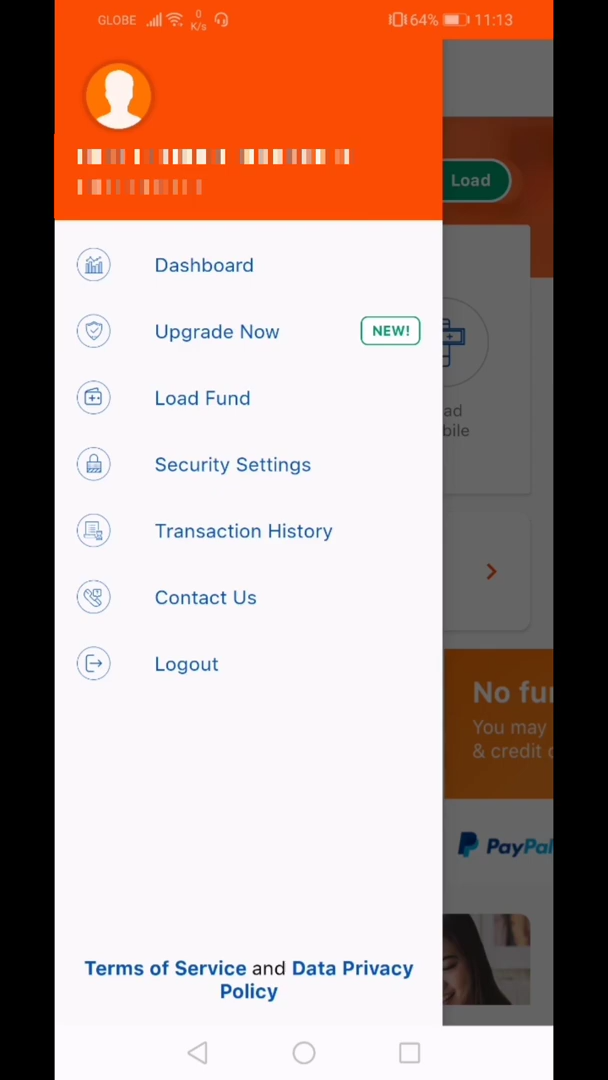 GLOBE 0 K/s 64% 11:13
Load
Dashboard
Upgrade Now NEW!
Load Fund
Security Settings
Transaction History
Contact Us
Logout
ad
bile
No fu
You may
& credit
PayPal
Terms of Service and Data Privacy
Policy